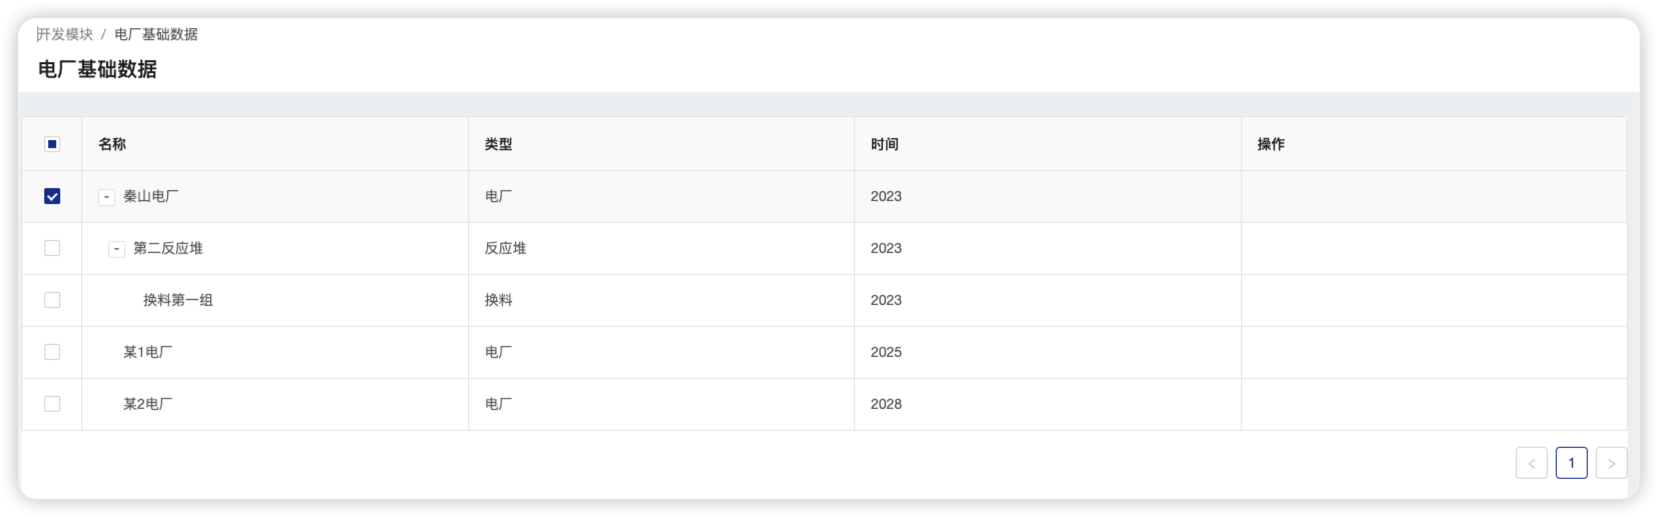 开发模块 / 电厂基础数据
电厂基础数据
名称 类型 时间 操作
- 秦山电厂 电厂 2023
- 第二反应堆 反应堆 2023
换料第一组 换料 2023
某1电厂 电厂 2025
某2电厂 电厂 2028
< 1 >